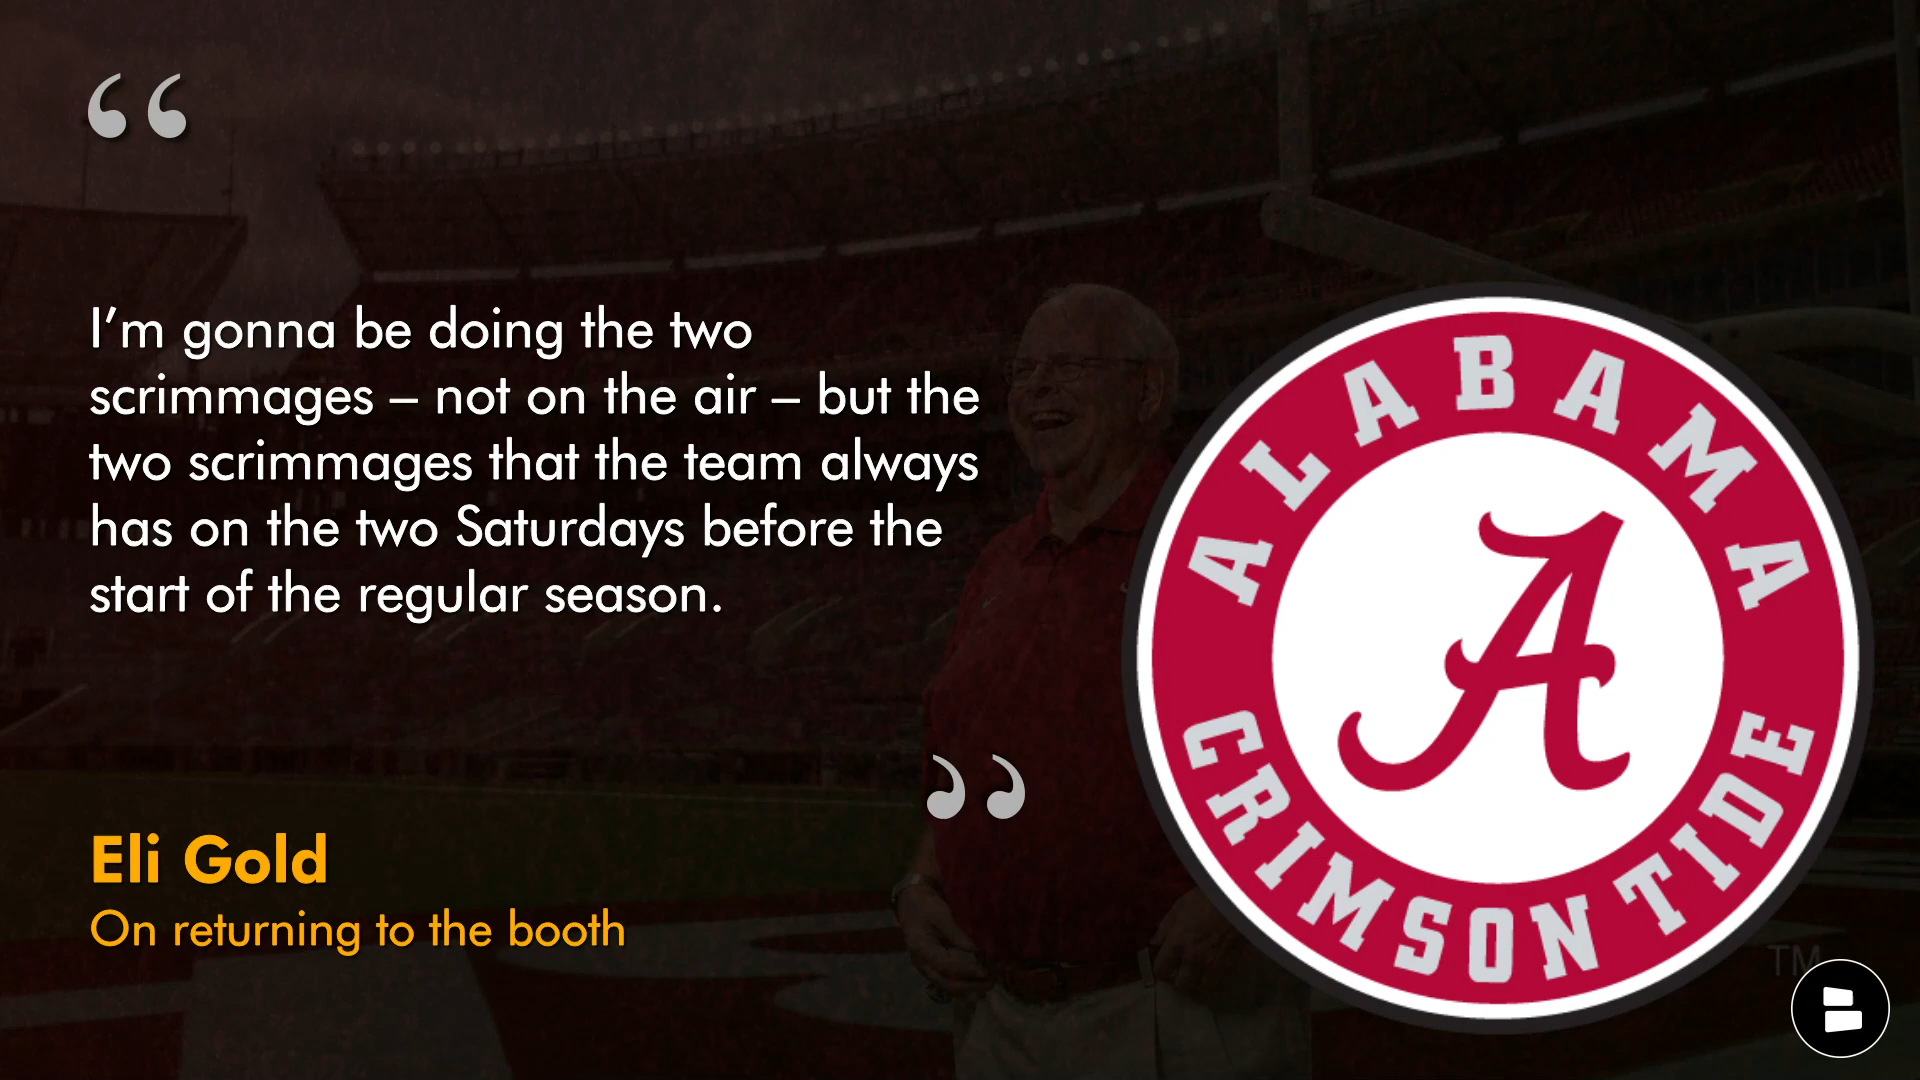 “
I’m gonna be doing the two
scrimmages – not on the air – but the
two scrimmages that the team always
has on the two Saturdays before the
start of the regular season.
”
Eli Gold
On returning to the booth
ALABAMA
A
CRIMSON TIDE
TM